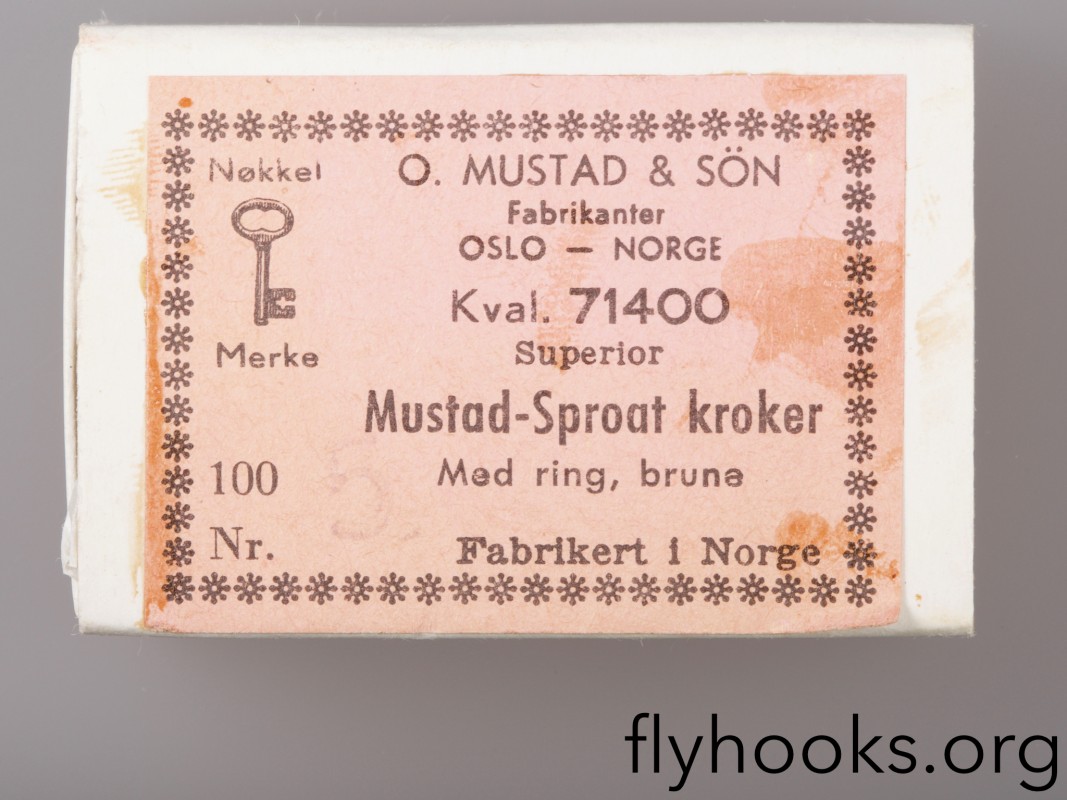 Nøkkel
Merke
O. MUSTAD & SÖN
Fabrikanter
OSLO — NORGE
Kval. 71400
Superior
Mustad-Sproat kroker
Med ring, brune
100
Nr.
Fabrikert i Norge
flyhooks.org